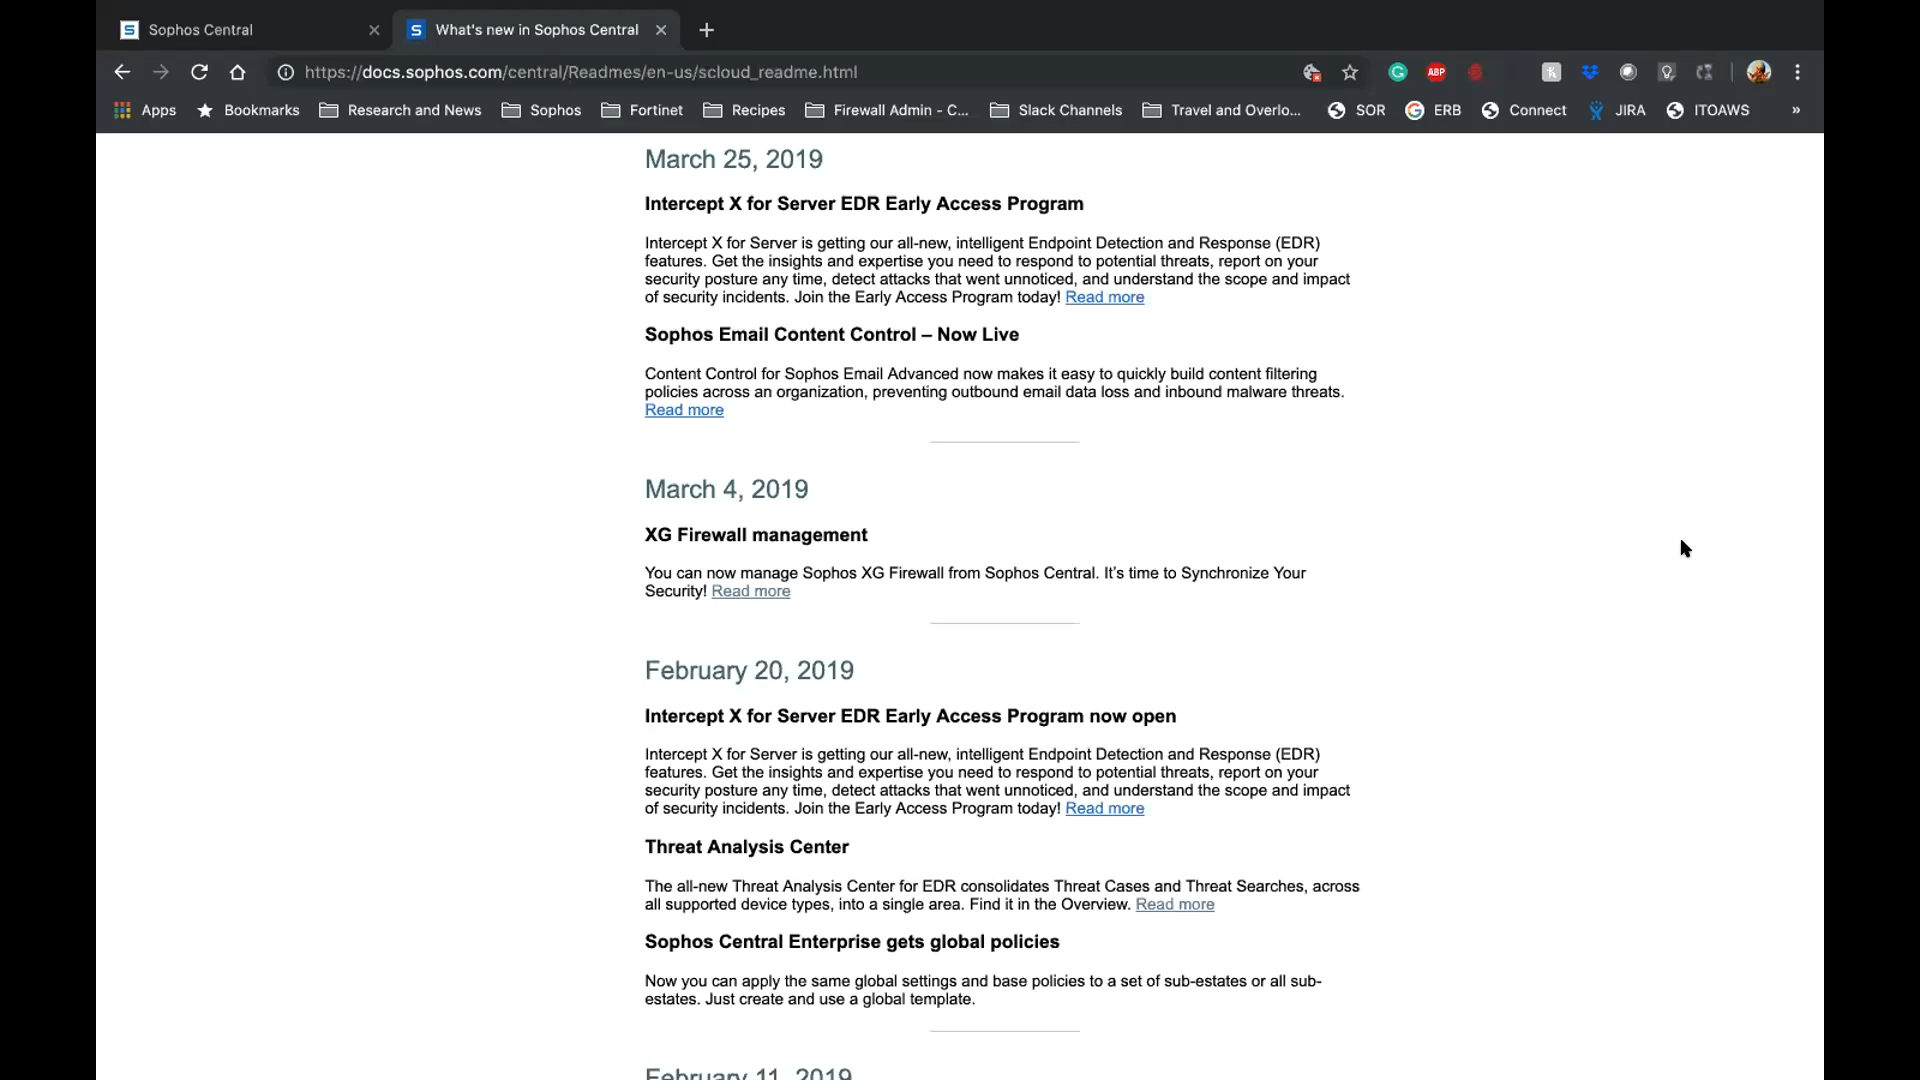 Sophos Central
What's new in Sophos Central
https://docs.sophos.com/central/Readmes/en-us/scloud_readme.html
ABP
Apps Bookmarks Research and News Sophos Fortinet Recipes Firewall Admin - C... Slack Channels Travel and Overlo... SOR ERB Connect JIRA ITOAWS »
March 25, 2019
Intercept X for Server EDR Early Access Program
Intercept X for Server is getting our all-new, intelligent Endpoint Detection and Response (EDR)
features. Get the insights and expertise you need to respond to potential threats, report on your
security posture any time, detect attacks that went unnoticed, and understand the scope and impact
of security incidents. Join the Early Access Program today! Read more
Sophos Email Content Control – Now Live
Content Control for Sophos Email Advanced now makes it easy to quickly build content filtering
policies across an organization, preventing outbound email data loss and inbound malware threats.
Read more
March 4, 2019
XG Firewall management
You can now manage Sophos XG Firewall from Sophos Central. It's time to Synchronize Your
Security! Read more
February 20, 2019
Intercept X for Server EDR Early Access Program now open
Intercept X for Server is getting our all-new, intelligent Endpoint Detection and Response (EDR)
features. Get the insights and expertise you need to respond to potential threats, report on your
security posture any time, detect attacks that went unnoticed, and understand the scope and impact
of security incidents. Join the Early Access Program today! Read more
Threat Analysis Center
The all-new Threat Analysis Center for EDR consolidates Threat Cases and Threat Searches, across
all supported device types, into a single area. Find it in the Overview. Read more
Sophos Central Enterprise gets global policies
Now you can apply the same global settings and base policies to a set of sub-estates or all sub-
estates. Just create and use a global template.
February 11, 2019